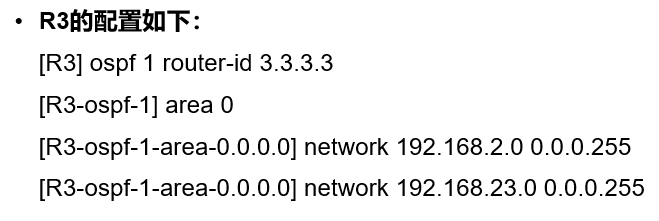 • R3的配置如下：
[R3] ospf 1 router-id 3.3.3.3
[R3-ospf-1] area 0
[R3-ospf-1-area-0.0.0.0] network 192.168.2.0 0.0.0.255
[R3-ospf-1-area-0.0.0.0] network 192.168.23.0 0.0.0.255